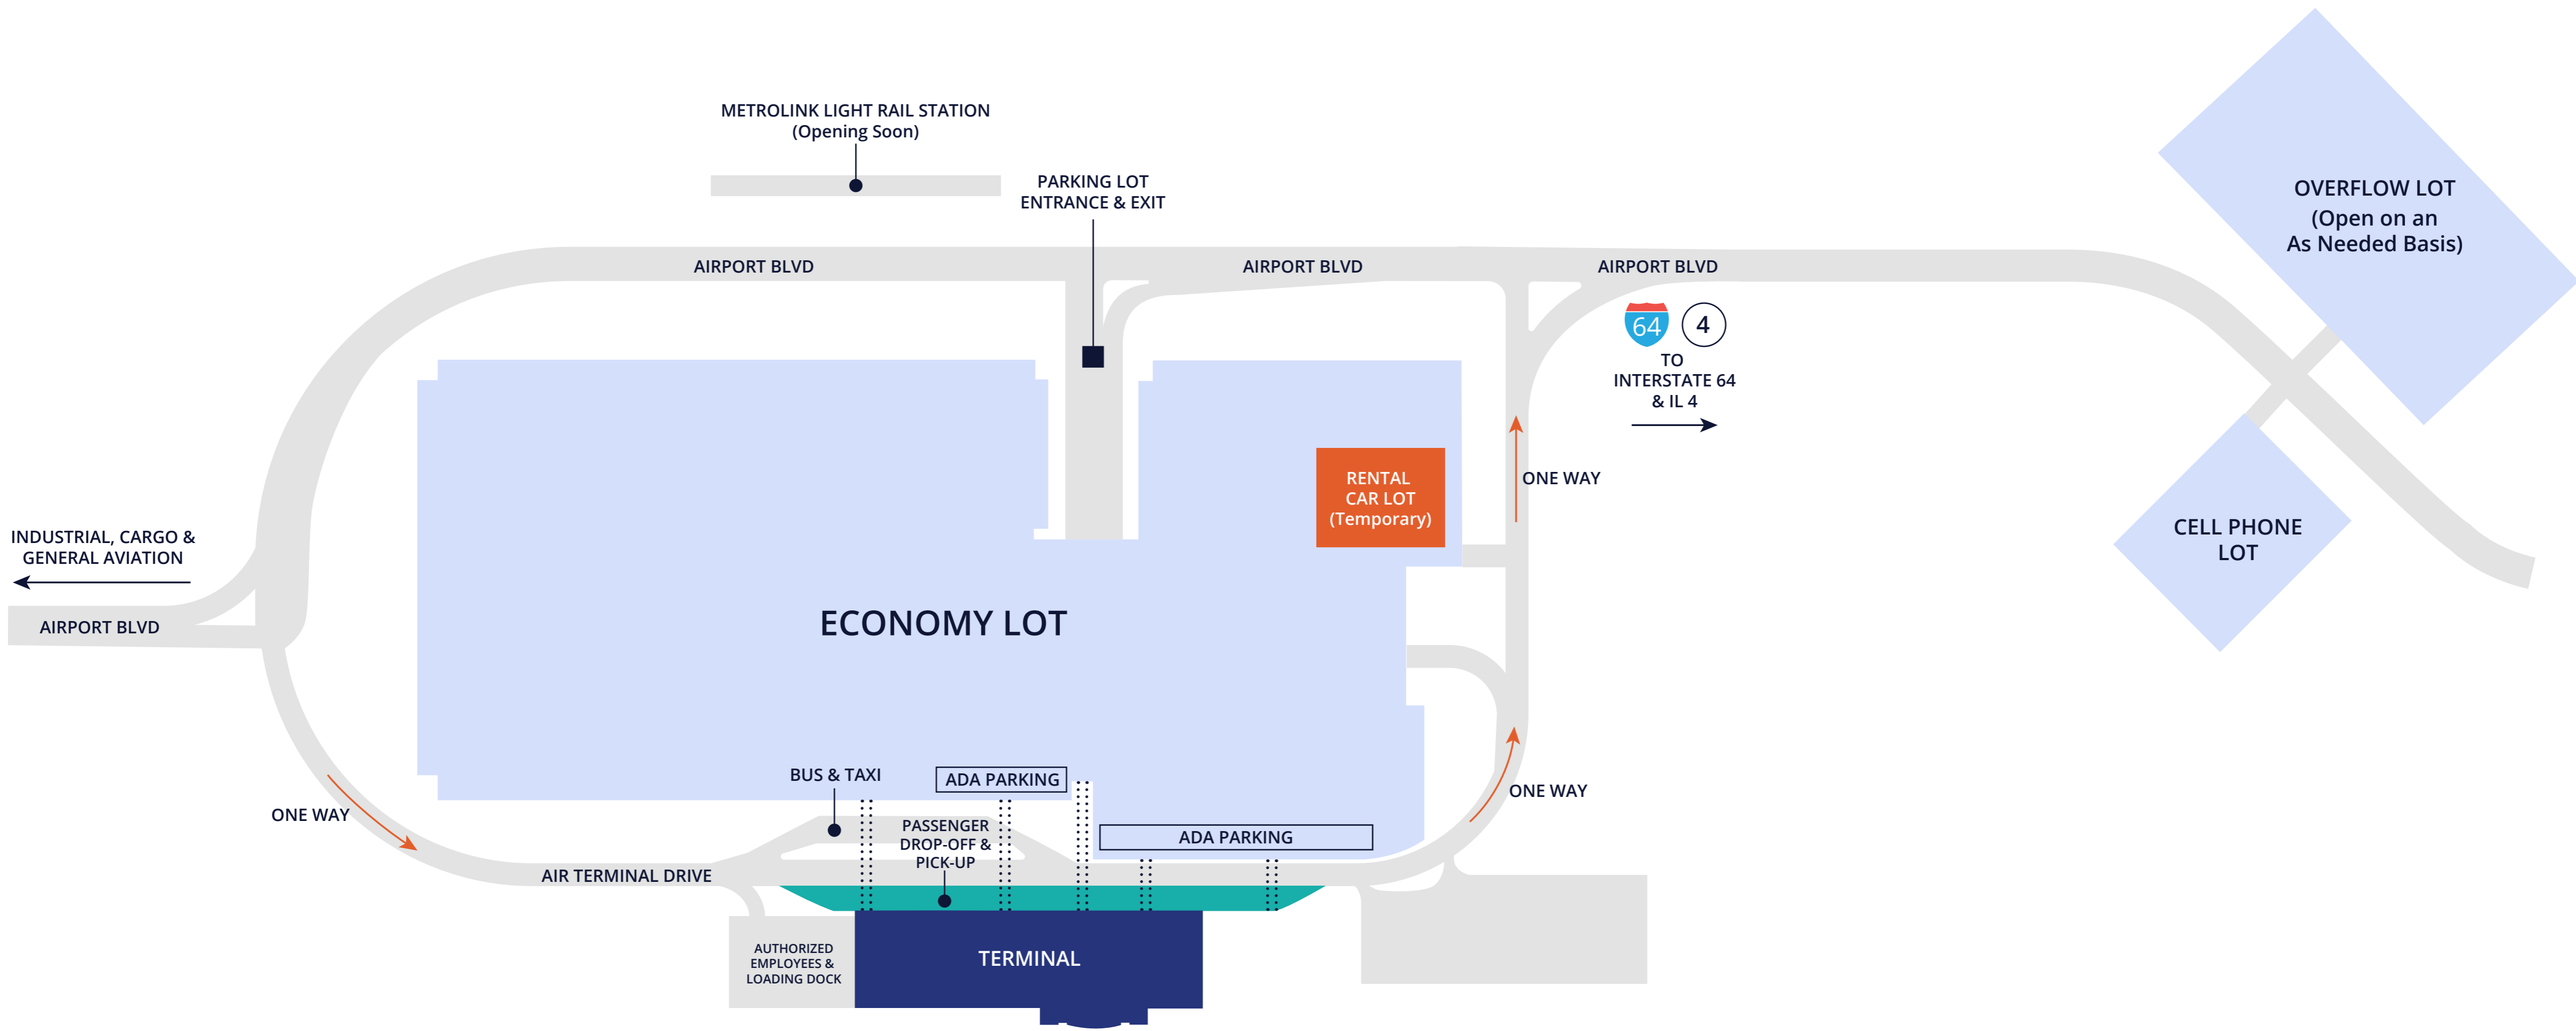 METROLINK LIGHT RAIL STATION
(Opening Soon)
PARKING LOT
ENTRANCE & EXIT
OVERFLOW LOT
(Open on an
As Needed Basis)
AIRPORT BLVD
AIRPORT BLVD
AIRPORT BLVD
64
4
TO
INTERSTATE 64
& IL 4
RENTAL
CAR LOT
(Temporary)
ONE WAY
CELL PHONE
LOT
INDUSTRIAL, CARGO &
GENERAL AVIATION
AIRPORT BLVD
ECONOMY LOT
BUS & TAXI
ADA PARKING
ONE WAY
ONE WAY
PASSENGER
DROP-OFF &
PICK-UP
ADA PARKING
AIR TERMINAL DRIVE
AUTHORIZED
EMPLOYEES &
LOADING DOCK
TERMINAL